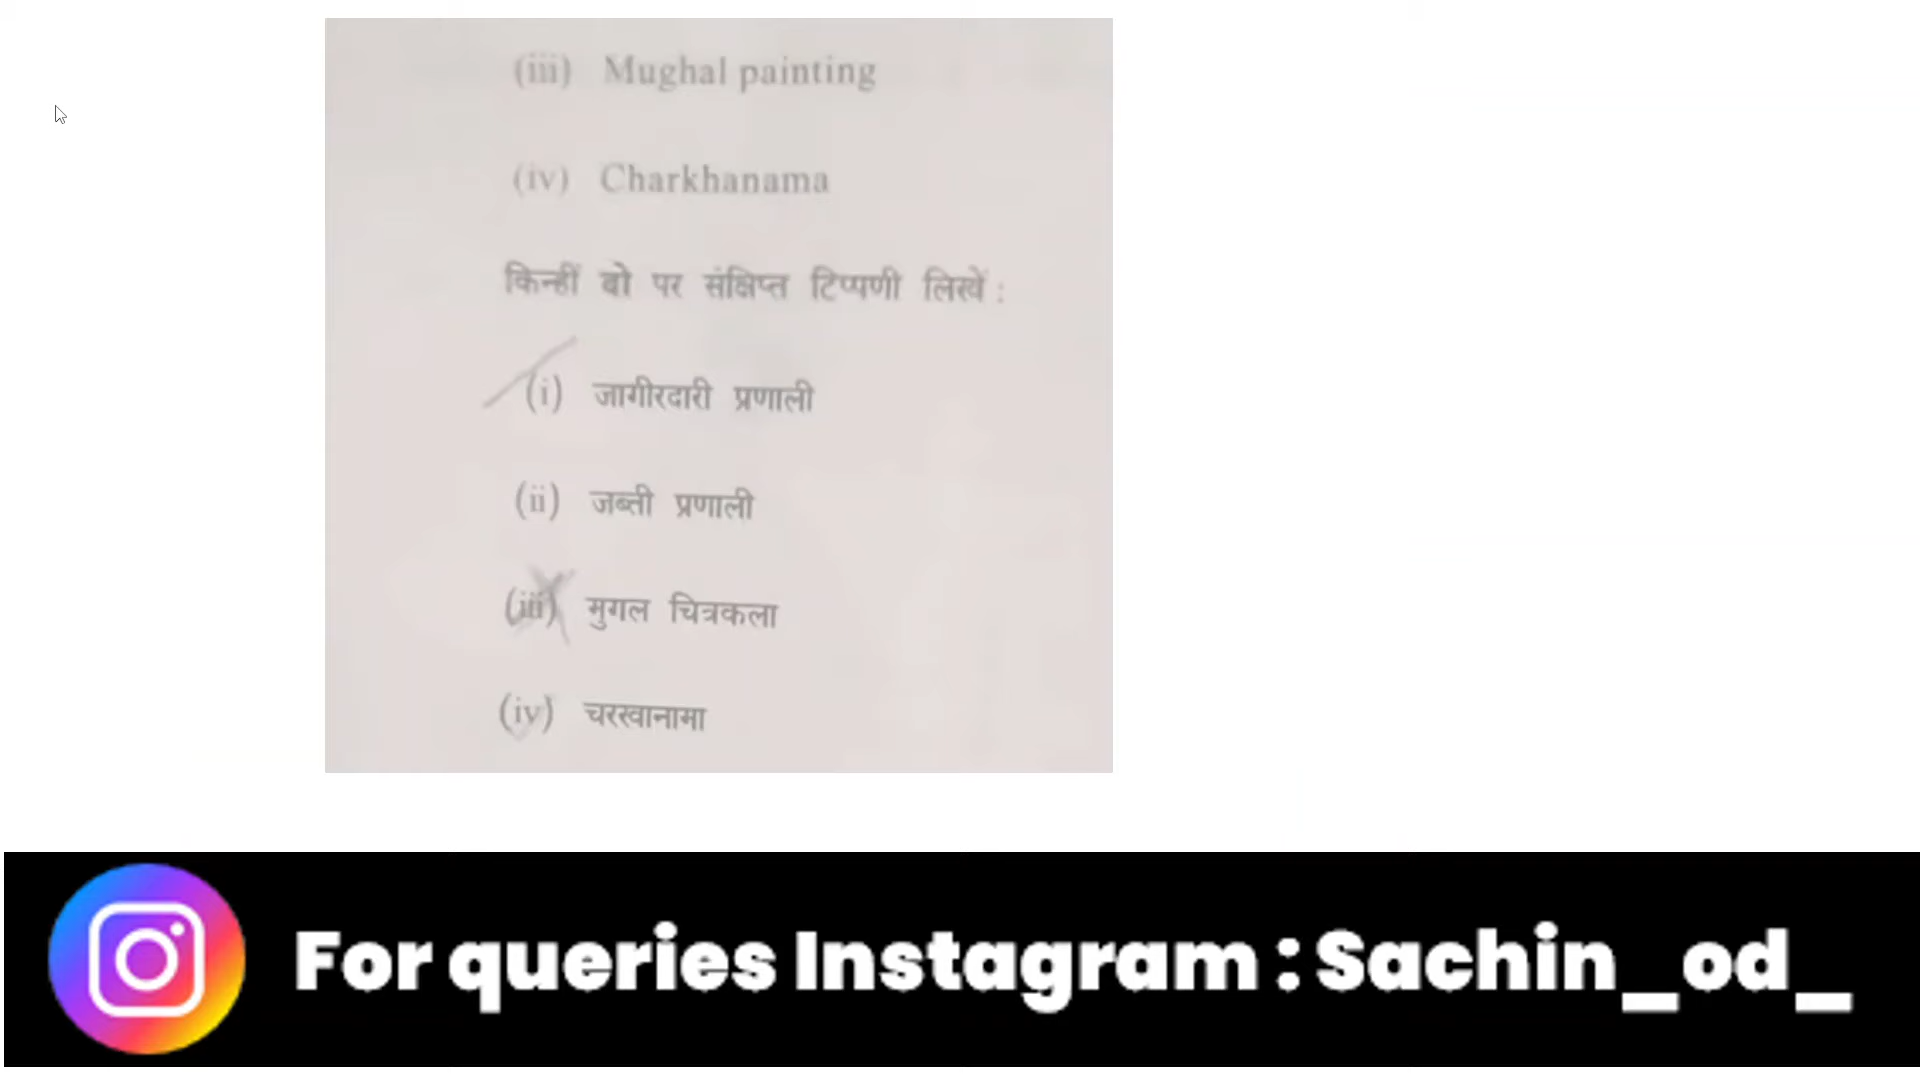 (iii) Mughal painting
(iv) Charkhanama
किन्हीं दो पर संक्षिप्त टिप्पणी लिखें :
(i) जागीरदारी प्रणाली
(ii) जब्ती प्रणाली
(iii) मुगल चित्रकला
(iv) चरखानामा
For queries Instagram : Sachin_od_